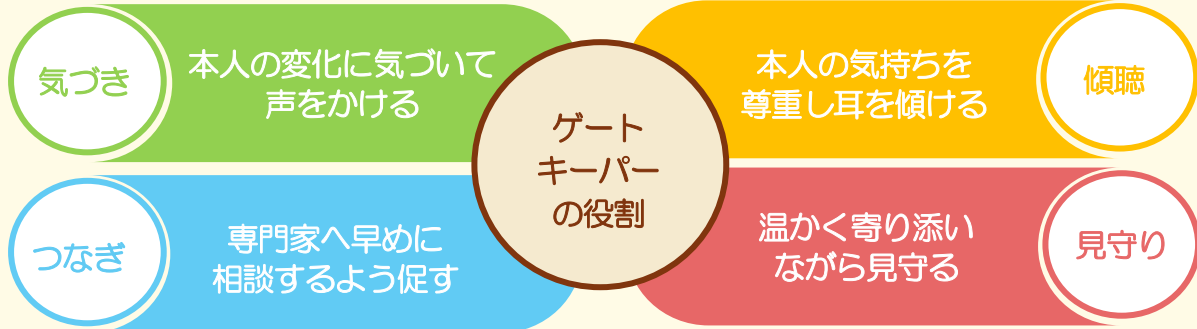 気づき
本人の変化に気づいて
声をかける
本人の気持ちを
尊重し耳を傾ける
傾聴
ゲート
キーパー
の役割
つなぎ
専門家へ早めに
相談するよう促す
温かく寄り添い
ながら見守る
見守り